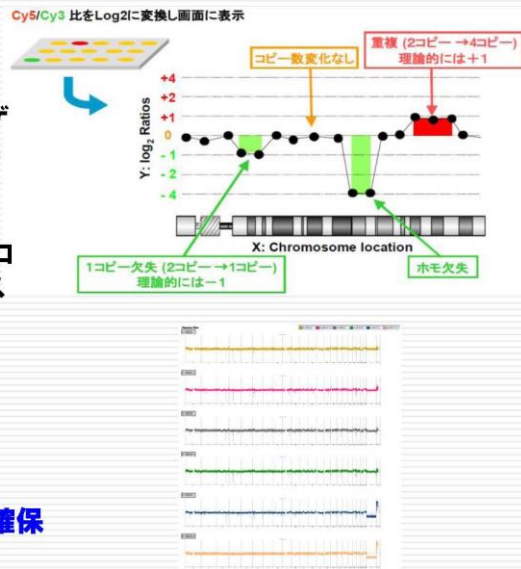 Cy5/Cy3 比をLog2に変換し画面に表示
コピー数変化なし
重複 (2コピー →4コピー)
理論的には+1
+4
+2
+1
0
- 1
- 2
- 4
Y: log2 Ratios
X: Chromosome location
1コピー欠失 (2コピー →1コピー)
理論的には−1
ホモ欠失
確保